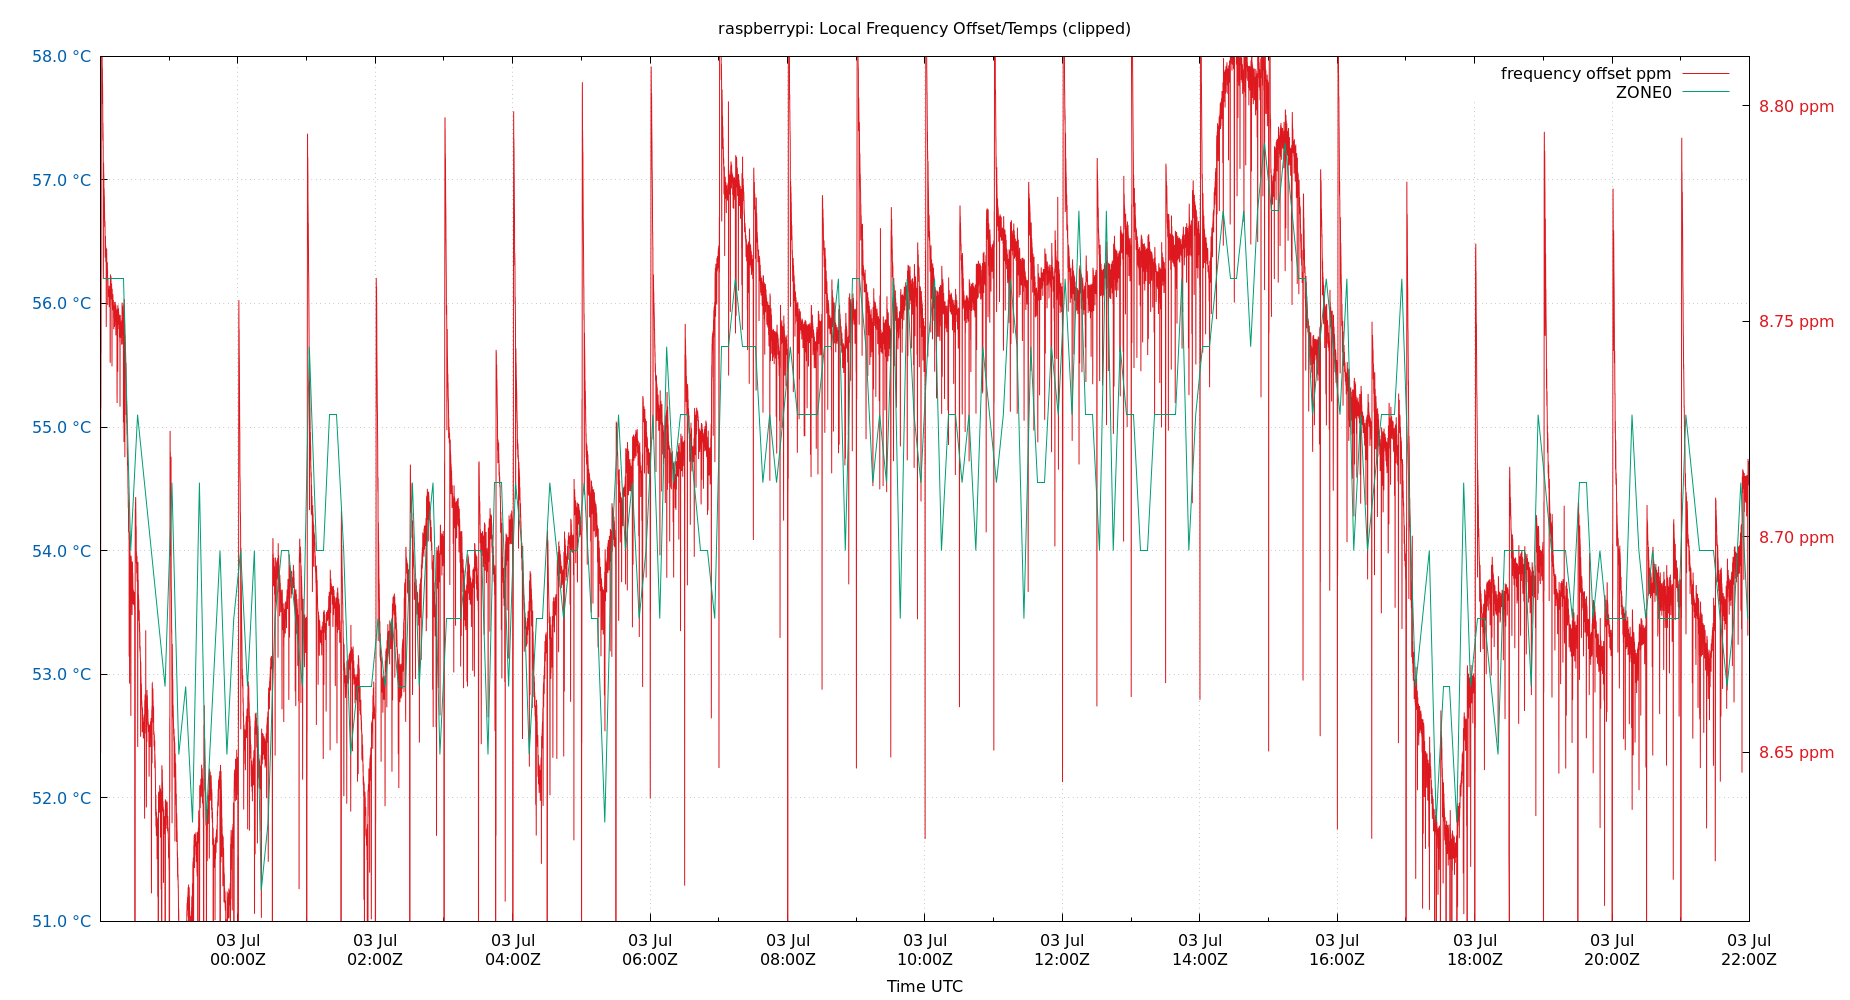 raspberrypi: Local Frequency Offset/Temps (clipped)
58.0 °C
57.0 °C
56.0 °C
55.0 °C
54.0 °C
53.0 °C
52.0 °C
51.0 °C
frequency offset ppm
ZONE0
8.80 ppm
8.75 ppm
8.70 ppm
8.65 ppm
03 Jul 03 Jul 03 Jul 03 Jul 03 Jul 03 Jul 03 Jul 03 Jul 03 Jul 03 Jul 03 Jul 03 Jul
00:00Z 02:00Z 04:00Z 06:00Z 08:00Z 10:00Z 12:00Z 14:00Z 16:00Z 18:00Z 20:00Z 22:00Z
Time UTC